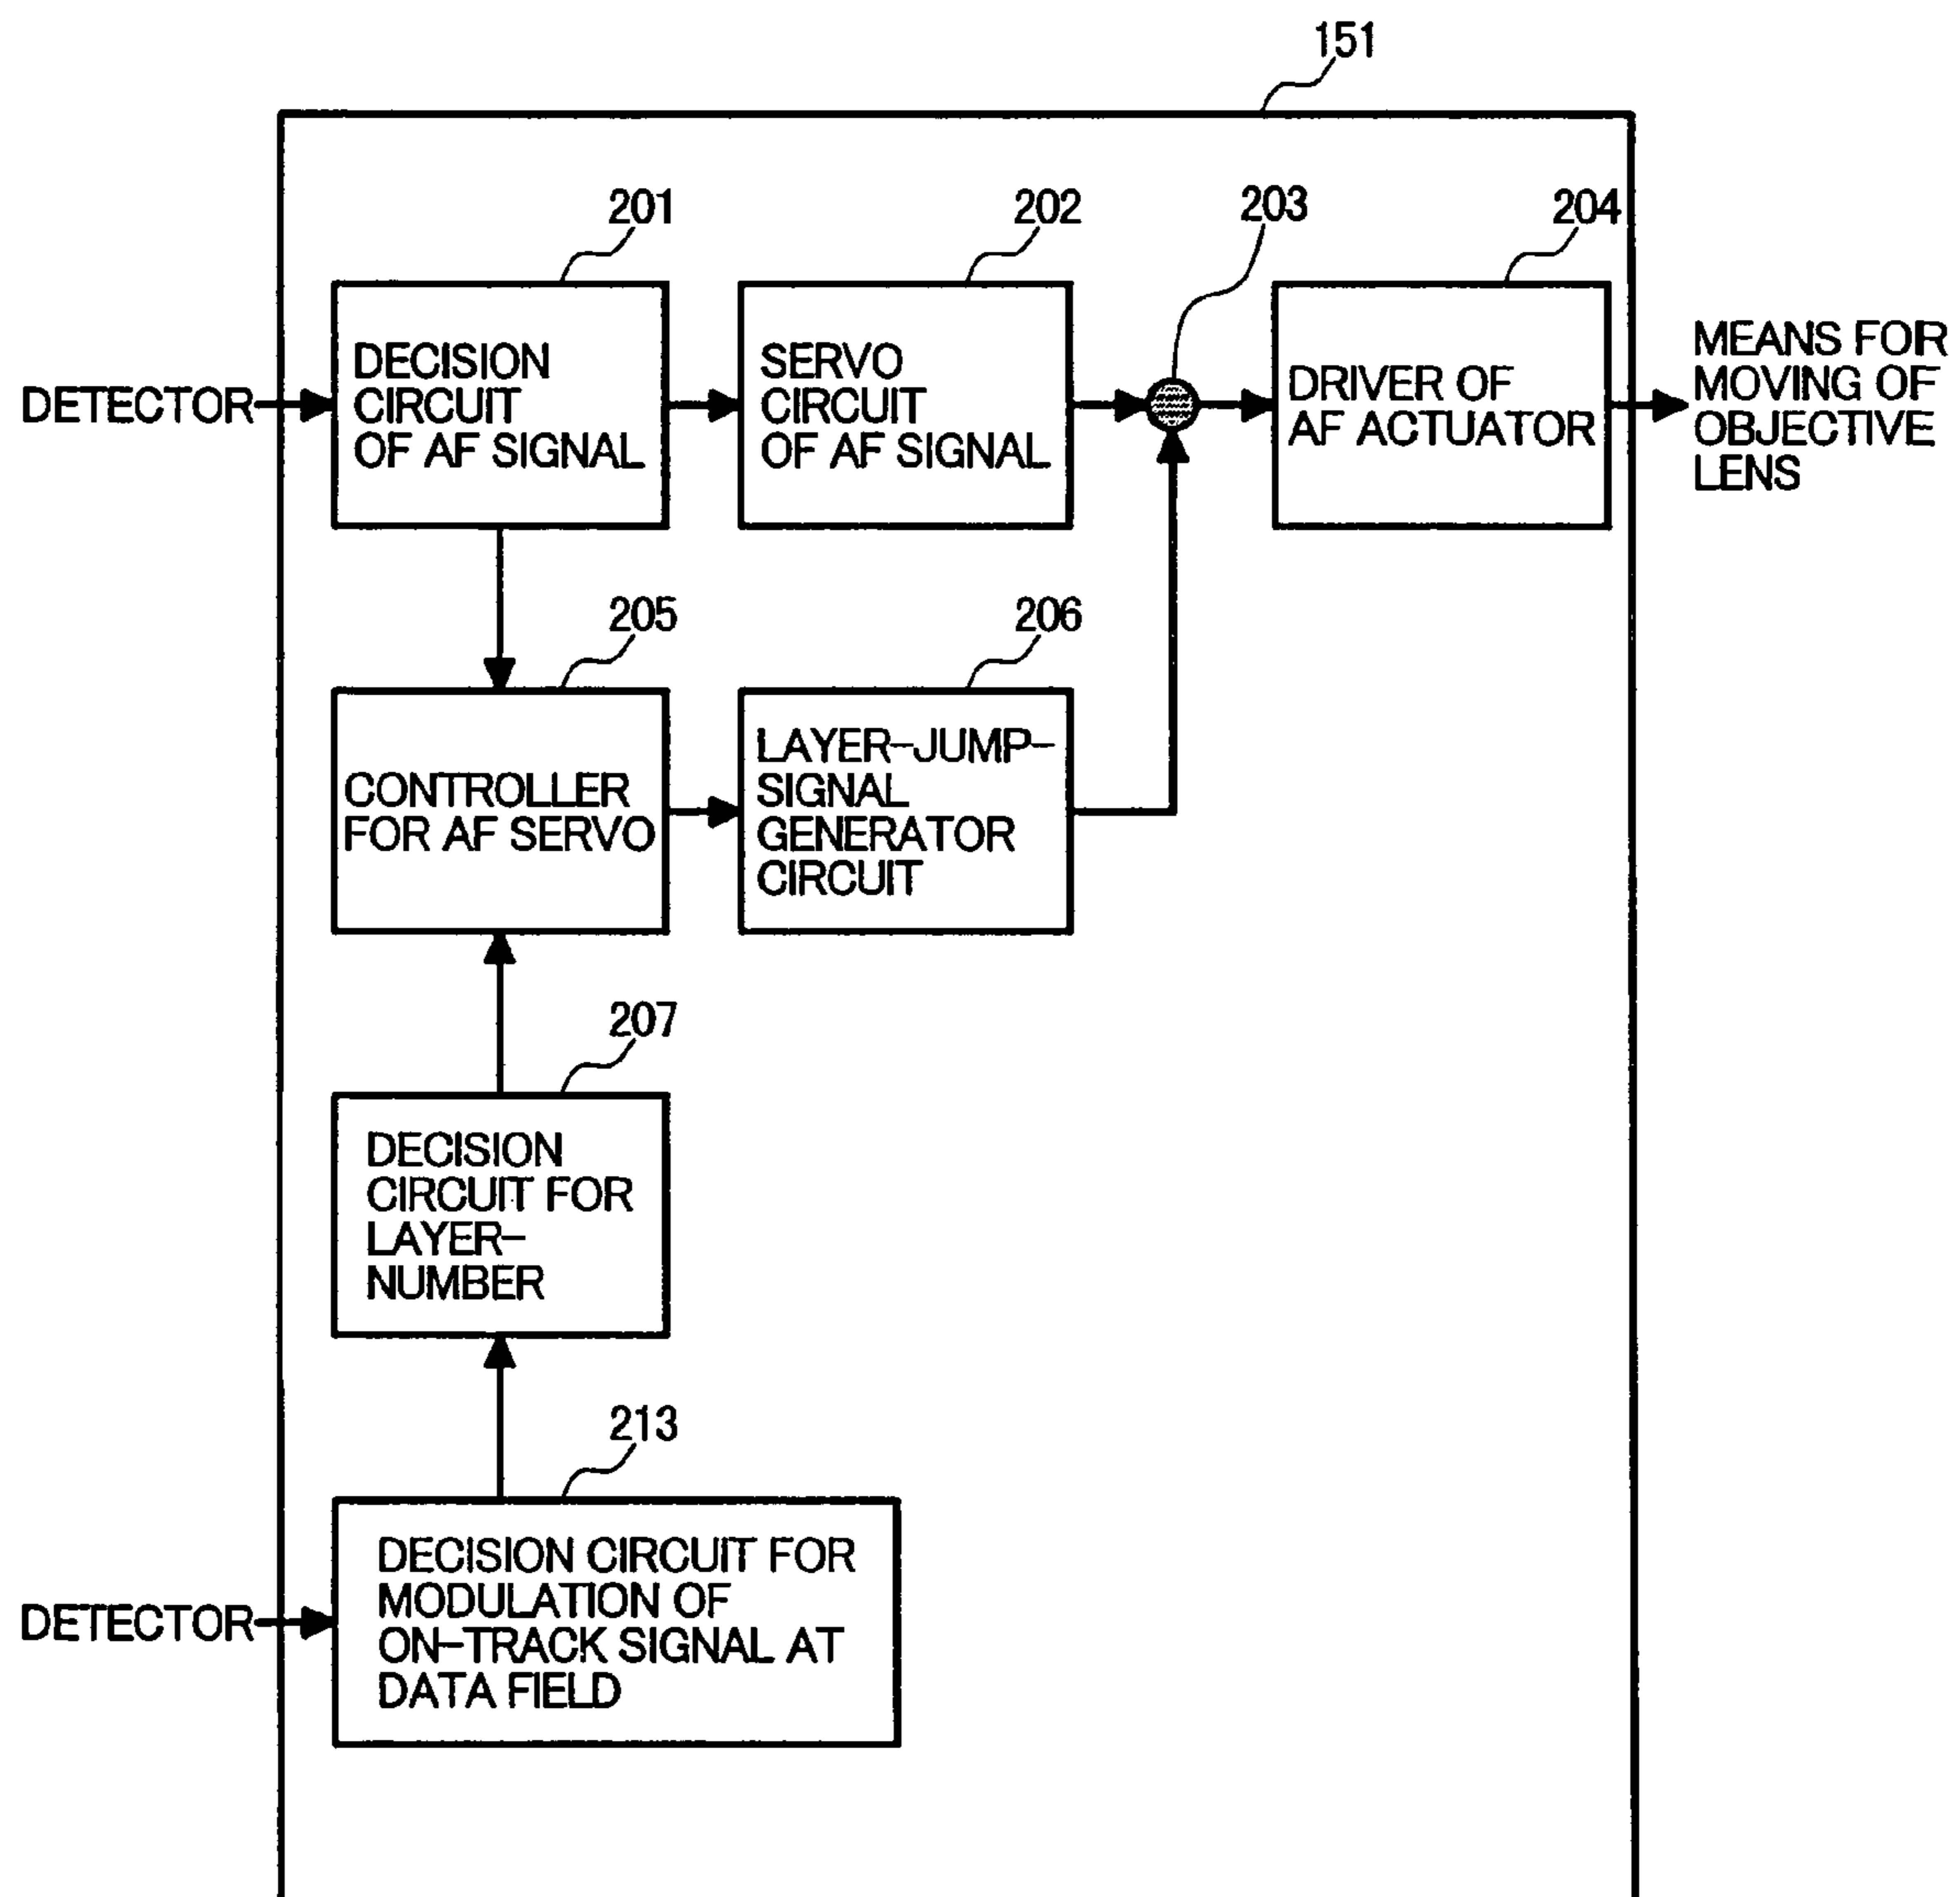 151
201
202
203
204
DETECTOR
DECISION
CIRCUIT
OF AF SIGNAL
SERVO
CIRCUIT
OF AF SIGNAL
DRIVER OF
AF ACTUATOR
MEANS FOR
MOVING OF
OBJECTIVE
LENS
205
206
CONTROLLER
FOR AF SERVO
LAYER-JUMP-
SIGNAL
GENERATOR
CIRCUIT
207
DECISION
CIRCUIT FOR
LAYER-
NUMBER
213
DETECTOR
DECISION CIRCUIT FOR
MODULATION OF
ON-TRACK SIGNAL AT
DATA FIELD